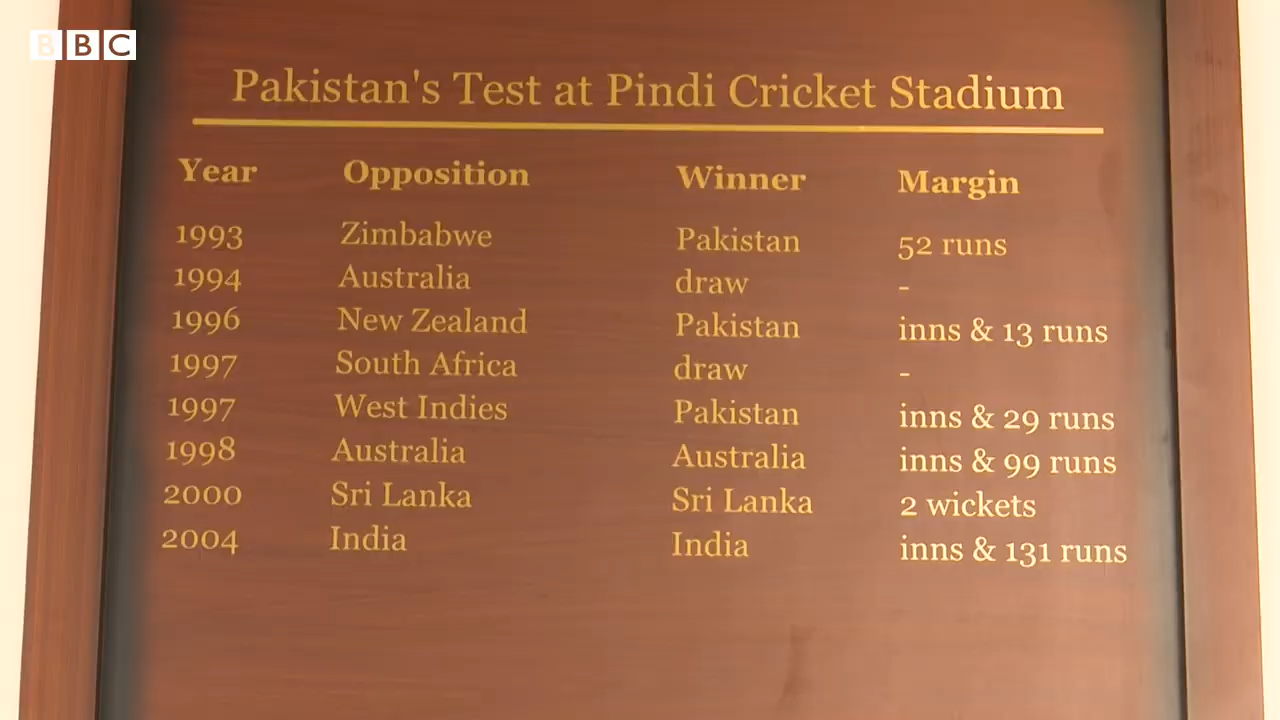 BBC
Pakistan's Test at Pindi Cricket Stadium
Year Opposition Winner Margin
1993 Zimbabwe Pakistan 52 runs
1994 Australia draw -
1996 New Zealand Pakistan inns & 13 runs
1997 South Africa draw -
1997 West Indies Pakistan inns & 29 runs
1998 Australia Australia inns & 99 runs
2000 Sri Lanka Sri Lanka 2 wickets
2004 India India inns & 131 runs